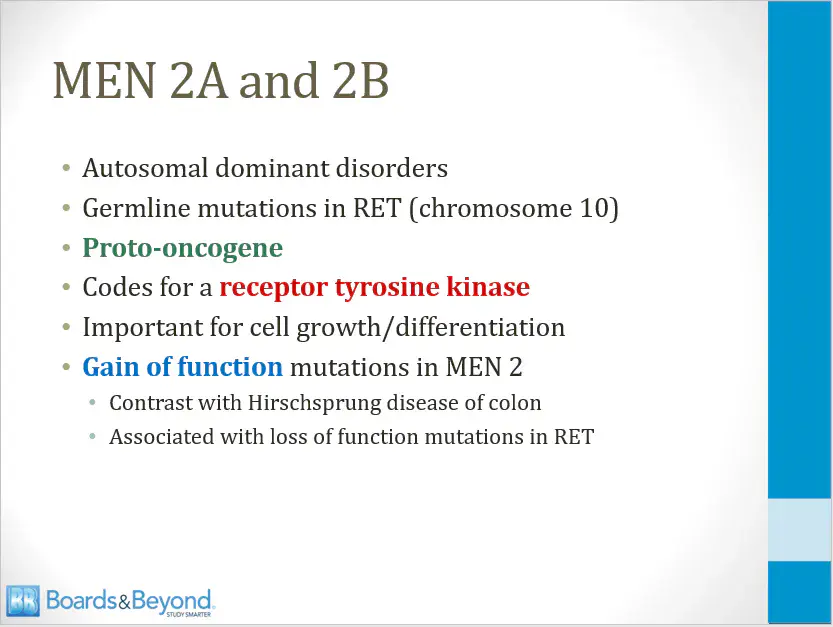 MEN 2A and 2B
• Autosomal dominant disorders
• Germline mutations in RET (chromosome 10)
• Proto-oncogene
• Codes for a receptor tyrosine kinase
• Important for cell growth/differentiation
• Gain of function mutations in MEN 2
• Contrast with Hirschsprung disease of colon
• Associated with loss of function mutations in RET
BB Boards&Beyond.
STUDY SMARTER